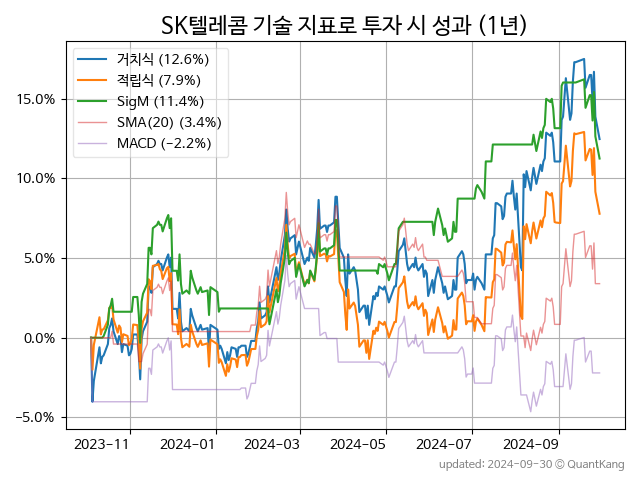 SK텔레콤 기술 지표로 투자 시 성과 (1년)
거치식 (12.6%)
적립식 (7.9%)
SigM (11.4%)
SMA(20) (3.4%)
MACD (−2.2%)
15.0%
10.0%
5.0%
0.0%
−5.0%
2023-11 2024-01 2024-03 2024-05 2024-07 2024-09
updated: 2024-09-30 © QuantKang